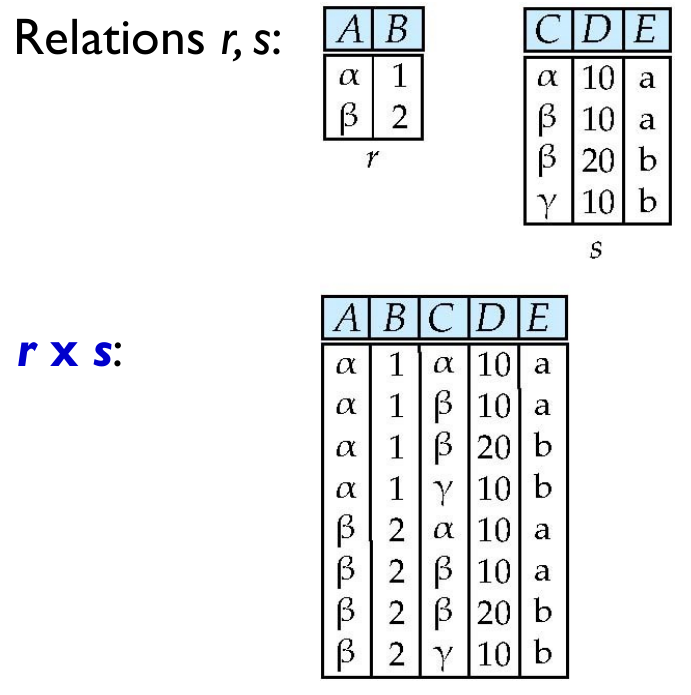 Relations r, s:
A B
α 1
β 2
r
C D E
α 10 a
β 10 a
β 20 b
γ 10 b
s
r x s:
A B C D E
α 1 α 10 a
α 1 β 10 a
α 1 β 20 b
α 1 γ 10 b
β 2 α 10 a
β 2 β 10 a
β 2 β 20 b
β 2 γ 10 b